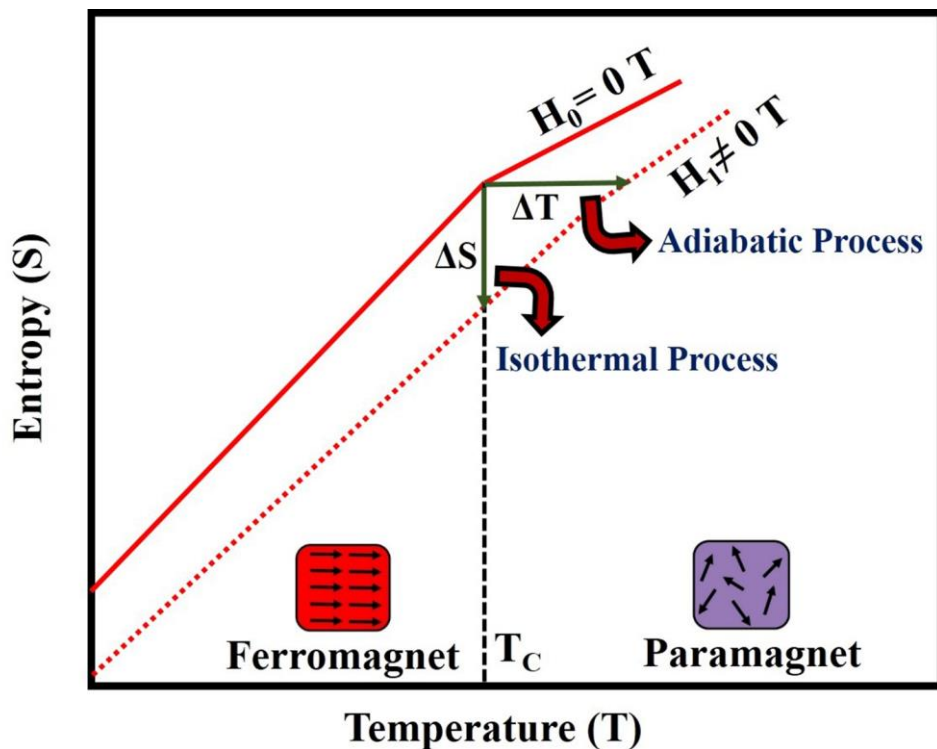 Entropy (S)
H₀= 0 T
H₁≠ 0 T
ΔT
ΔS
Adiabatic Process
Isothermal Process
Ferromagnet
T_C
Paramagnet
Temperature (T)